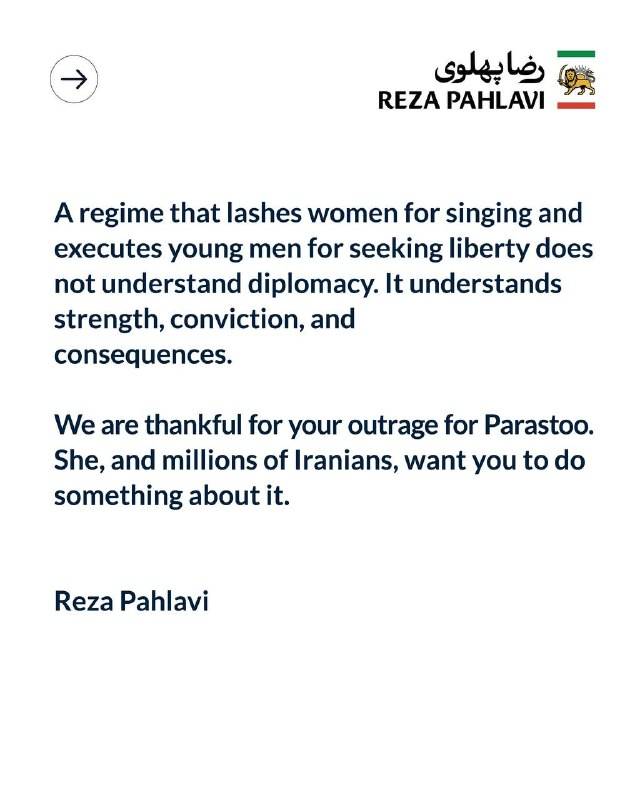 رضا پهلوی
REZA PAHLAVI
A regime that lashes women for singing and
executes young men for seeking liberty does
not understand diplomacy. It understands
strength, conviction, and
consequences.
We are thankful for your outrage for Parastoo.
She, and millions of Iranians, want you to do
something about it.
Reza Pahlavi